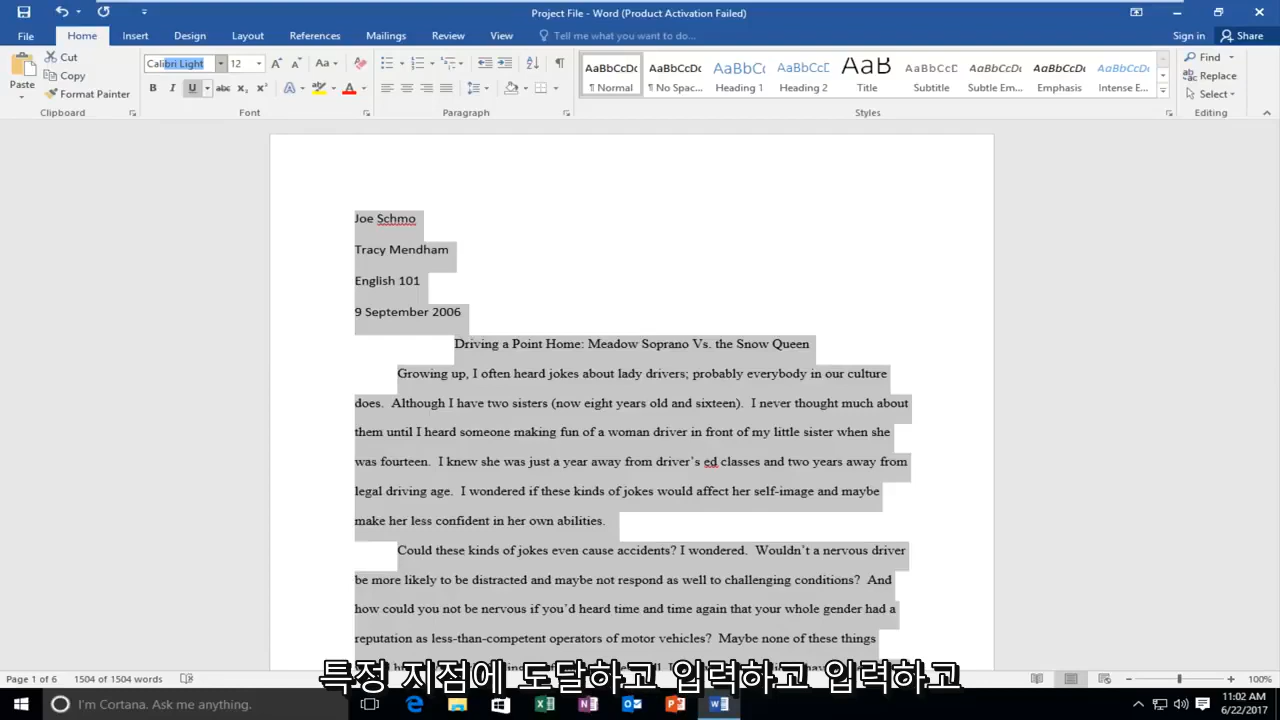 Project File - Word (Product Activation Failed)
File Home Insert Design Layout References Mailings Review View Tell me what you want to do... Sign in Share
Paste Cut Copy Format Painter
Clipboard
Calibri Light 12 Aa
B I U abc x₂ x² A ab A
Font
Paragraph
AaBbCcDc AaBbCcDc AaBbC( AaBbCcD AaB AaBbCcD AaBbCcDc AaBbCcDc AaBbCcDc
¶ Normal ¶ No Spac... Heading 1 Heading 2 Title Subtitle Subtle Em... Emphasis Intense E...
Styles
Find
Replace
Select
Editing
Joe Schmo
Tracy Mendham
English 101
9 September 2006
Driving a Point Home: Meadow Soprano Vs. the Snow Queen
Growing up, I often heard jokes about lady drivers; probably everybody in our culture
does. Although I have two sisters (now eight years old and sixteen). I never thought much about
them until I heard someone making fun of a woman driver in front of my little sister when she
was fourteen. I knew she was just a year away from driver's ed classes and two years away from
legal driving age. I wondered if these kinds of jokes would affect her self-image and maybe
make her less confident in her own abilities.
Could these kinds of jokes even cause accidents? I wondered. Wouldn't a nervous driver
be more likely to be distracted and maybe not respond as well to challenging conditions? And
how could you not be nervous if you'd heard time and time again that your whole gender had a
reputation as less-than-competent operators of motor vehicles? Maybe none of these things
특정 지점에 도달하고 입력하고 입력하고
Page 1 of 6 1504 of 1504 words 100%
I'm Cortana. Ask me anything.
11:02 AM
6/22/2017